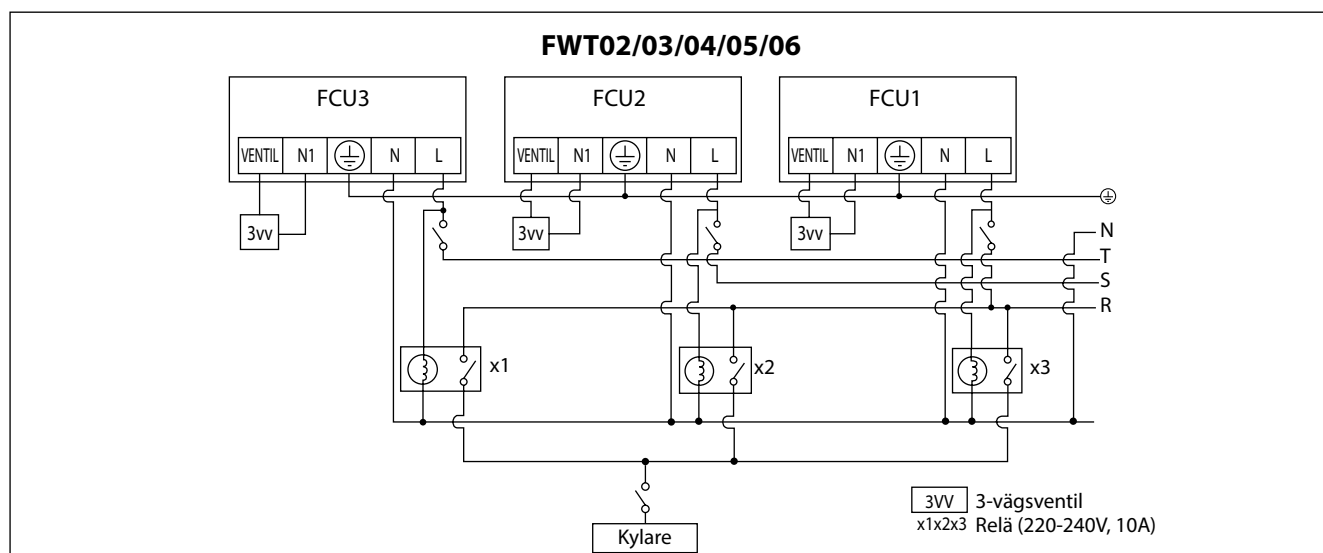 FWT02/03/04/05/06
FCU3 FCU2 FCU1
VENTIL N1 N L VENTIL N1 N L VENTIL N1 N L
3vv 3vv 3vv
N
T
S
R
x1 x2 x3
3VV 3-vägsventil
x1x2x3 Relä (220-240V, 10A)
Kylare